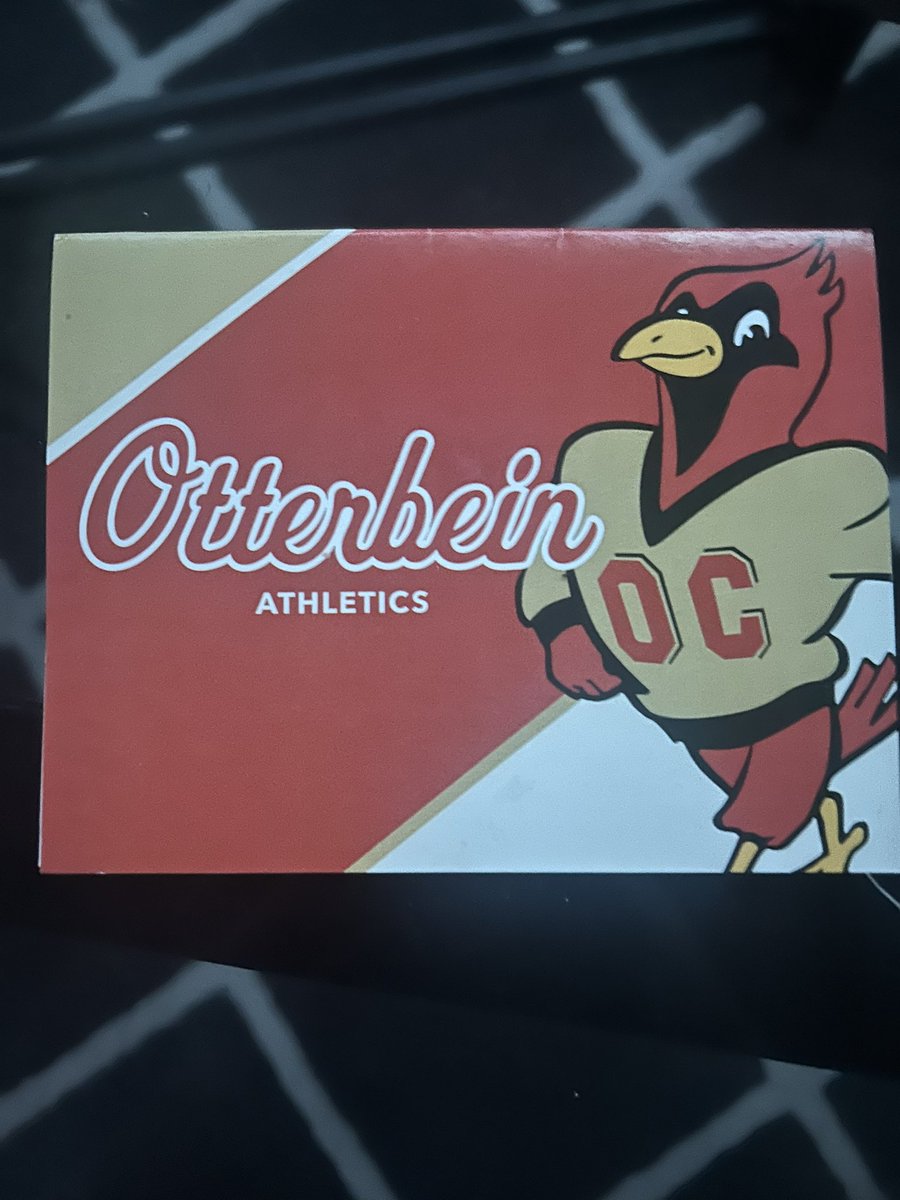 Otterbein
ATHLETICS
OC